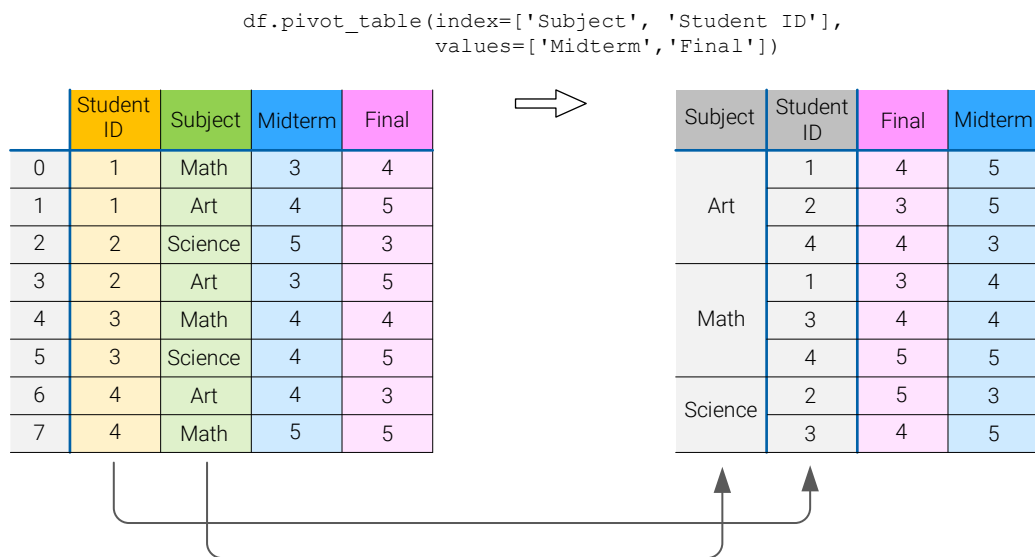 df.pivot_table(index=['Subject', 'Student ID'],
values=['Midterm','Final'])
Student ID Subject Midterm Final
0 1 Math 3 4
1 1 Art 4 5
2 2 Science 5 3
3 2 Art 3 5
4 3 Math 4 4
5 3 Science 4 5
6 4 Art 4 3
7 4 Math 5 5
Subject Student ID Final Midterm
Art 1 4 5
2 3 5
4 4 3
Math 1 3 4
3 4 4
4 5 5
Science 2 5 3
3 4 5